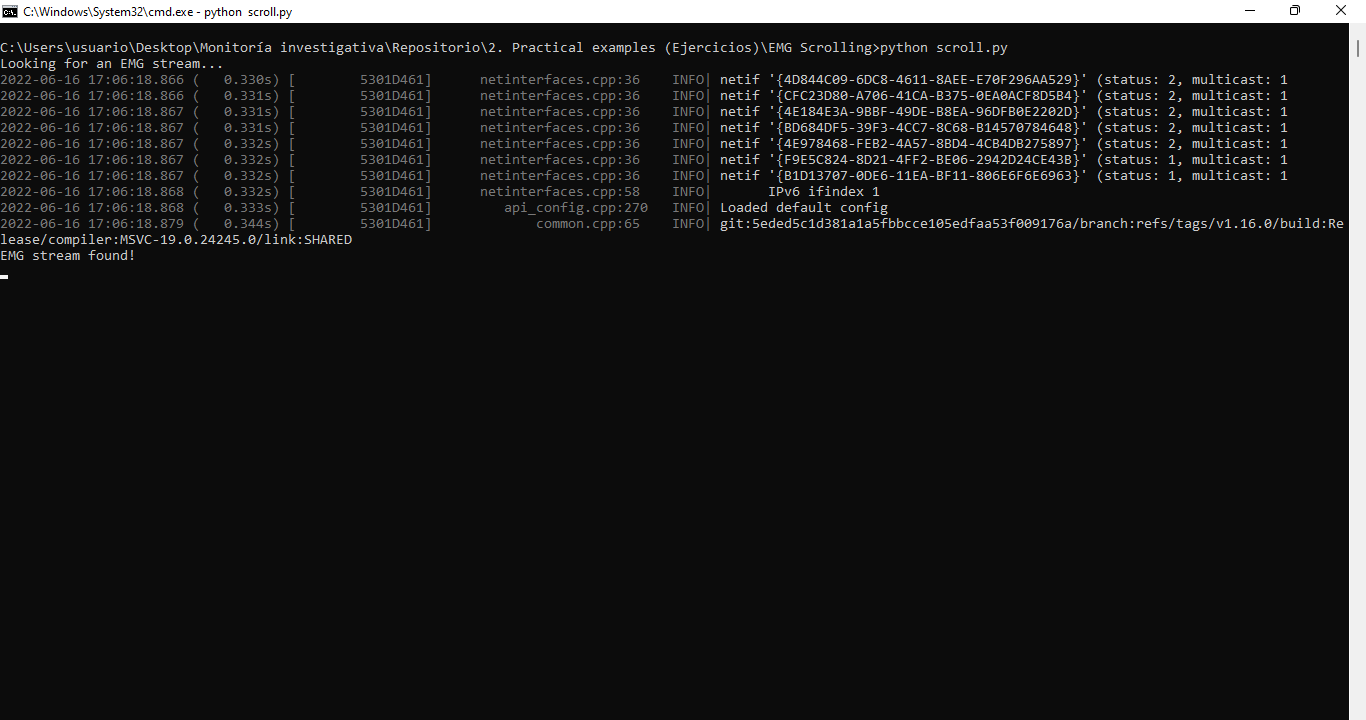 C:\Windows\System32\cmd.exe - python scroll.py
C:\Users\usuario\Desktop\Monitoría investigativa\Repositorio\2. Practical examples (Ejercicios)\EMG Scrolling>python scroll.py
Looking for an EMG stream...
2022-06-16 17:06:18.866 (   0.330s) [        5301D461]      netinterfaces.cpp:36    INFO| netif '{4D844C09-6DC8-4611-8AEE-E70F296AA529}' (status: 2, multicast: 1
2022-06-16 17:06:18.866 (   0.331s) [        5301D461]      netinterfaces.cpp:36    INFO| netif '{CFC23D80-A706-41CA-B375-0EA0ACF8D5B4}' (status: 2, multicast: 1
2022-06-16 17:06:18.867 (   0.331s) [        5301D461]      netinterfaces.cpp:36    INFO| netif '{4E184E3A-9BBF-49DE-B8EA-96DFB0E2202D}' (status: 2, multicast: 1
2022-06-16 17:06:18.867 (   0.331s) [        5301D461]      netinterfaces.cpp:36    INFO| netif '{BD684DF5-39F3-4CC7-8C68-B14570784648}' (status: 2, multicast: 1
2022-06-16 17:06:18.867 (   0.332s) [        5301D461]      netinterfaces.cpp:36    INFO| netif '{4E978468-FEB2-4A57-8BD4-4CB4DB275897}' (status: 2, multicast: 1
2022-06-16 17:06:18.867 (   0.332s) [        5301D461]      netinterfaces.cpp:36    INFO| netif '{F9E5C824-8D21-4FF2-BE06-2942D24CE43B}' (status: 1, multicast: 1
2022-06-16 17:06:18.867 (   0.332s) [        5301D461]      netinterfaces.cpp:36    INFO| netif '{B1D13707-0DE6-11EA-BF11-806E6F6E6963}' (status: 1, multicast: 1
2022-06-16 17:06:18.868 (   0.332s) [        5301D461]      netinterfaces.cpp:58    INFO|       IPv6 ifindex 1
2022-06-16 17:06:18.868 (   0.333s) [        5301D461]         api_config.cpp:270   INFO| Loaded default config
2022-06-16 17:06:18.879 (   0.344s) [        5301D461]             common.cpp:65    INFO| git:5eded5c1d381a1a5fbbcce105edfaa53f009176a/branch:refs/tags/v1.16.0/build:Re
lease/compiler:MSVC-19.0.24245.0/link:SHARED
EMG stream found!